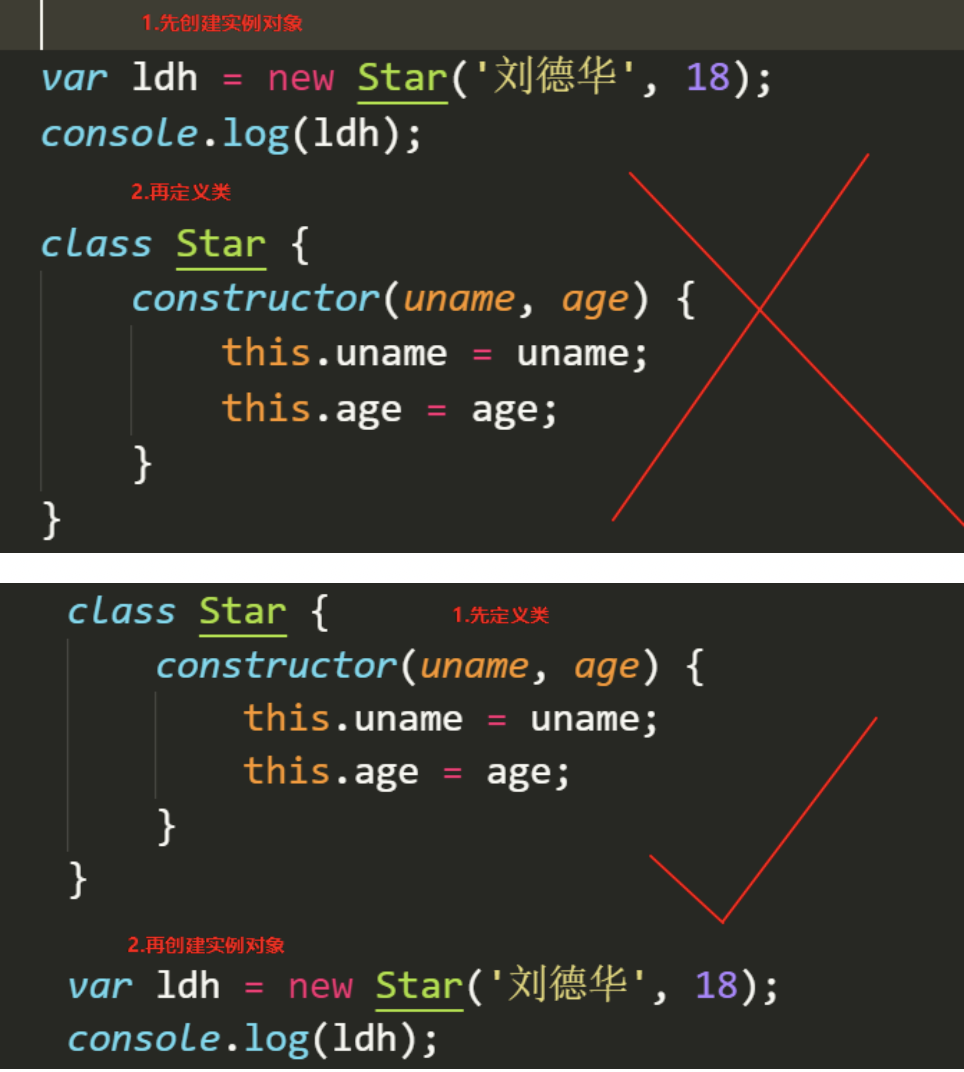 1.先创建实例对象
var ldh = new Star('刘德华', 18);
console.log(ldh);
2.再定义类
class Star {
constructor(uname, age) {
this.uname = uname;
this.age = age;
}
}
class Star {
1.先定义类
constructor(uname, age) {
this.uname = uname;
this.age = age;
}
}
2.再创建实例对象
var ldh = new Star('刘德华', 18);
console.log(ldh);